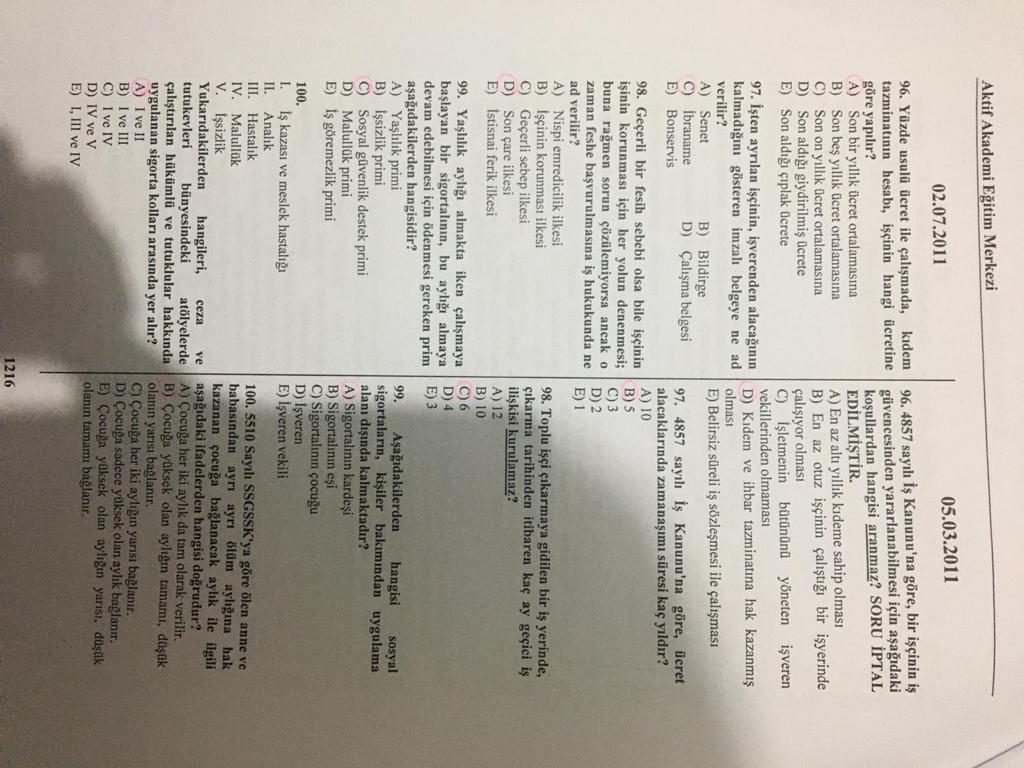 Aktif Akademi Eğitim Merkezi
02.07.2011
96. Yüzde usulü ücret ile çalışmada, kıdem
tazminatının hesabı, işçinin hangi ücretine
göre yapılır?
A) Son bir yıllık ücret ortalamasına
B) Son beş yıllık ücret ortalamasına
C) Son on yıllık ücret ortalamasına
D) Son aldığı giydirilmiş ücrete
E) Son aldığı çıplak ücrete
97. İşten ayrılan işçinin, işverenden alacağının
kalmadığını gösteren imzalı belgeye ne ad
verilir?
A) Senet B) Bildirge
C) İbraname D) Çalışma belgesi
E) Bonservis
98. Geçerli bir fesih sebebi olsa bile işçinin
işinin korunması için her yolun denenmesi;
buna rağmen sorun çözülemiyorsa ancak o
zaman feshe başvurulmasına iş hukukunda ne
ad verilir?
A) Nispi emredicilik ilkesi
B) İşçinin korunması ilkesi
C) Geçerli sebep ilkesi
D) Son çare ilkesi
E) İstisnai ferik ilkesi
99. Yaşlılık aylığı almakta iken çalışmaya
başlayan bir sigortalının, bu aylığı almaya
devam edebilmesi için ödenmesi gereken prim
aşağıdakilerden hangisidir?
A) Yaşlılık primi
B) İşsizlik primi
C) Sosyal güvenlik destek primi
D) Malullük primi
E) İş göremezlik primi
100.
I. İş kazası ve meslek hastalığı
II. Analık
III. Hastalık
IV. Malullük
V. İşsizlik
Yukarıdakilerden hangileri, ceza ve
tutukevleri bünyesindeki atölyelerde
çalıştırılan hükümlü ve tutuklular hakkında
uygulanan sigorta kolları arasında yer alır?
A) I ve II
B) I ve III
C) I ve IV
D) IV ve V
E) I, III ve IV
05.03.2011
96. 4857 sayılı İş Kanunu'na göre, bir işçinin iş
güvencesinden yararlanabilmesi için aşağıdaki
koşullardan hangisi aranmaz? SORU İPTAL
EDİLMİŞTİR.
A) En az altı yıllık kıdeme sahip olması
B) En az otuz işçinin çalıştığı bir işyerinde
çalışıyor olması
C) İşletmenin bütününü yöneten işveren
vekillerinden olmaması
D) Kıdem ve ihbar tazminatına hak kazanmış
olması
E) Belirsiz süreli iş sözleşmesi ile çalışması
97. 4857 sayılı İş Kanunu'na göre, ücret
alacaklarında zamanaşımı süresi kaç yıldır?
A) 10
B) 5
C) 3
D) 2
E) 1
98. Toplu işçi çıkarmaya gidilen bir iş yerinde,
çıkarma tarihinden itibaren kaç ay geçici iş
ilişkisi kurulamaz?
A) 12
B) 10
C) 6
D) 4
E) 3
99. Aşağıdakilerden hangisi sosyal
sigortaların, kişiler bakımından uygulama
alanı dışında kalmaktadır?
A) Sigortalının kardeşi
B) Sigortalının eşi
C) Sigortalının çocuğu
D) İşveren
E) İşveren vekili
100. 5510 Sayılı SSGSSK'ya göre ölen anne ve
babasından ayrı ayrı ölüm aylığına hak
kazanan çocuğa bağlanacak aylık ile ilgili
aşağıdaki ifadelerden hangisi doğrudur?
A) Çocuğa her iki aylık da tam olarak verilir.
B) Çocuğa yüksek olan aylığın tamamı, düşük
olanın yarısı bağlanır.
C) Çocuğa her iki aylığın yarısı bağlanır.
D) Çocuğa sadece yüksek olan aylık bağlanır.
E) Çocuğa yüksek olan aylığın yarısı, düşük
olanın tamamı bağlanır.
1216